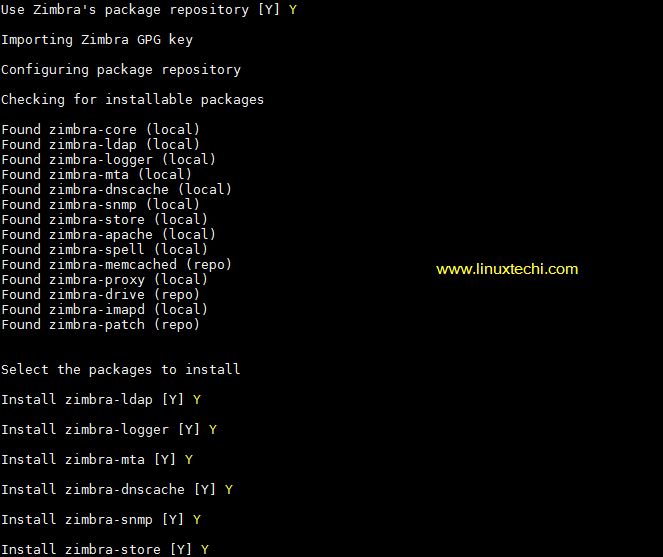 Use Zimbra's package repository [Y] Y
Importing Zimbra GPG key
Configuring package repository
Checking for installable packages
Found zimbra-core (local)
Found zimbra-ldap (local)
Found zimbra-logger (local)
Found zimbra-mta (local)
Found zimbra-dnscache (local)
Found zimbra-snmp (local)
Found zimbra-store (local)
Found zimbra-apache (local)
Found zimbra-spell (local)
Found zimbra-memcached (repo)
Found zimbra-proxy (local)
Found zimbra-drive (repo)
Found zimbra-imapd (local)
Found zimbra-patch (repo)
www.linuxtechi.com
Select the packages to install
Install zimbra-ldap [Y] Y
Install zimbra-logger [Y] Y
Install zimbra-mta [Y] Y
Install zimbra-dnscache [Y] Y
Install zimbra-snmp [Y] Y
Install zimbra-store [Y] Y